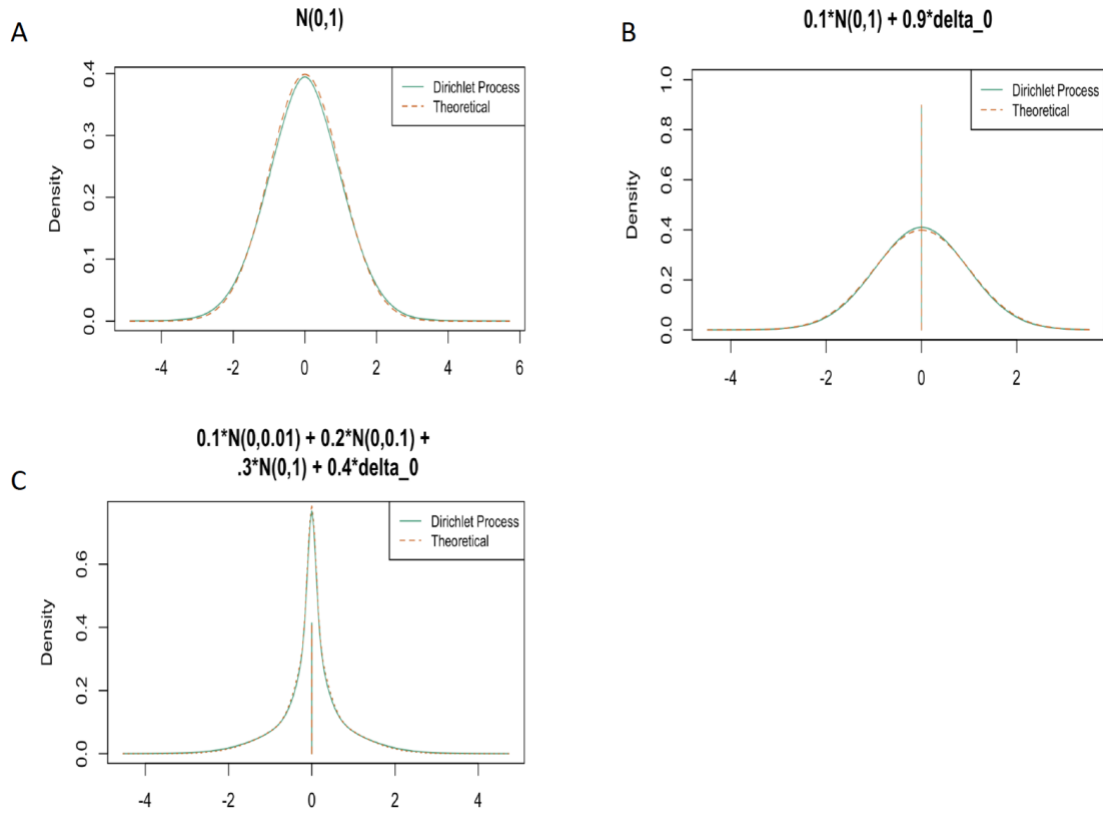 A
N(0,1)
Density
0.0
0.1
0.2
0.3
0.4
Dirichlet Process
Theoretical
-4
-2
0
2
4
6
B
0.1*N(0,1) + 0.9*delta_0
Density
0.0
0.2
0.4
0.6
0.8
1.0
Dirichlet Process
Theoretical
-4
-2
0
2
C
0.1*N(0,0.01) + 0.2*N(0,0.1) +
.3*N(0,1) + 0.4*delta_0
Density
0.0
0.2
0.4
0.6
Dirichlet Process
Theoretical
-4
-2
0
2
4